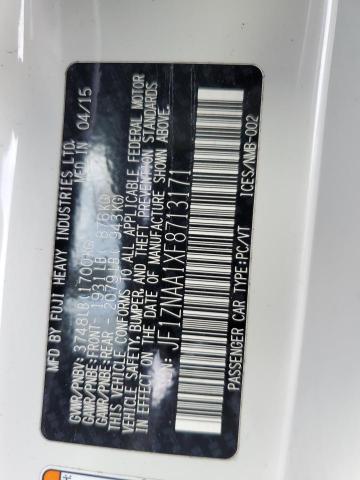 MFD BY FUJI HEAVY INDUSTRIES LTD.
MFD IN 04/15
GVWR/PNBV: 3748LB (1700KG)
GAWR/PNBE:FRONT- 1931LB 876KG
GAWR/PNBE:REAR - 2079LB 943KG
THIS VEHICLE CONFORMS TO ALL APPLICABLE FEDERAL MOTOR
VEHICLE SAFETY, BUMPER, AND THEFT PREVENTION STANDARDS
IN EFFECT ON THE DATE OF MANUFACTURE SHOWN ABOVE.
: JF1ZNAA1XF8713171
PASSENGER CAR TYPE:PC/VT ICES/NMB-002